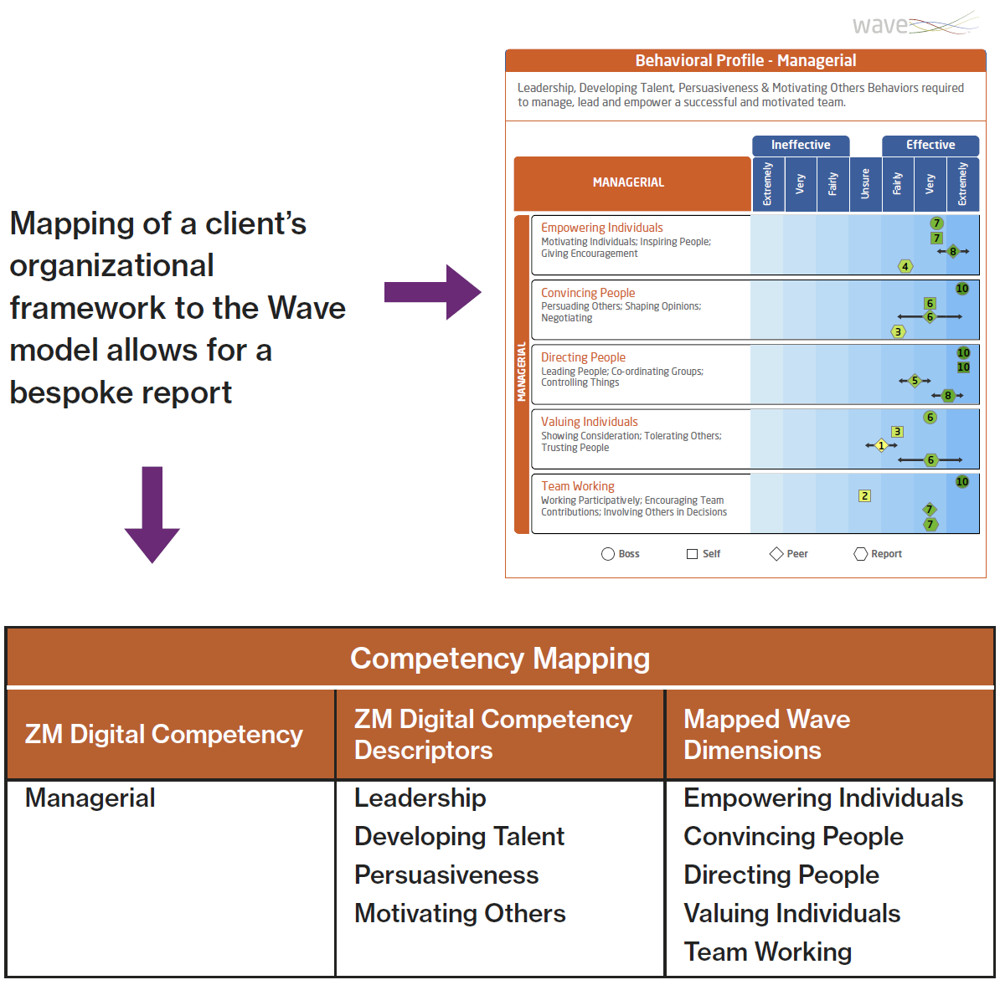 wave
Behavioral Profile - Managerial
Leadership, Developing Talent, Persuasiveness & Motivating Others Behaviors required
to manage, lead and empower a successful and motivated team.
Mapping of a client’s
organizational
framework to the Wave
model allows for a
bespoke report
Ineffective
Effective
MANAGERIAL
Extremely
Very
Fairly
Unsure
Fairly
Very
Extremely
MANAGERIAL
Empowering Individuals
Motivating Individuals; Inspiring People;
Giving Encouragement
7
7
8
4
Convincing People
Persuading Others; Shaping Opinions;
Negotiating
10
6
6
3
Directing People
Leading People; Co-ordinating Groups;
Controlling Things
10
10
5
8
Valuing Individuals
Showing Consideration; Tolerating Others;
Trusting People
6
3
1
6
Team Working
Working Participatively; Encouraging Team
Contributions; Involving Others in Decisions
10
2
7
7
Boss
Self
Peer
Report
Competency Mapping
ZM Digital Competency
ZM Digital Competency
Descriptors
Mapped Wave
Dimensions
Managerial
Leadership
Developing Talent
Persuasiveness
Motivating Others
Empowering Individuals
Convincing People
Directing People
Valuing Individuals
Team Working